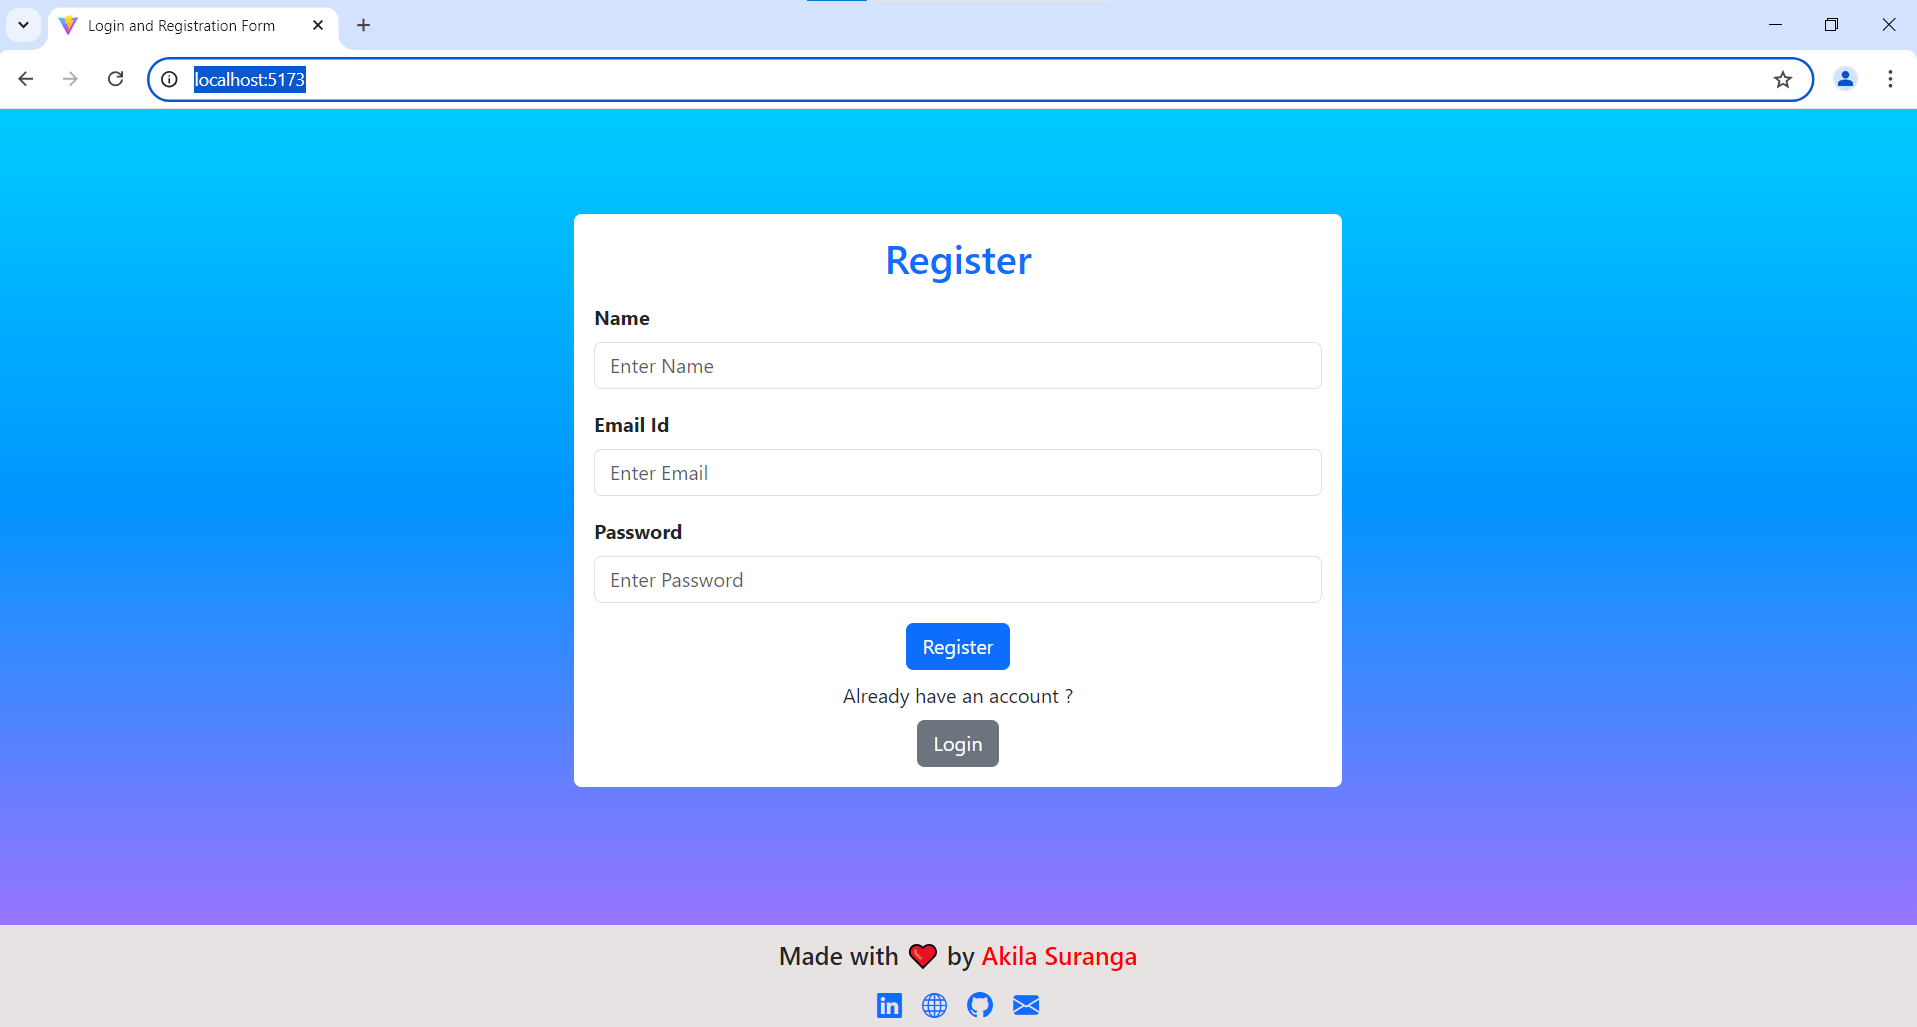 Login and Registration Form
localhost:5173
Register
Name
Enter Name
Email Id
Enter Email
Password
Enter Password
Register
Already have an account ?
Login
Made with ❤️ by Akila Suranga
in